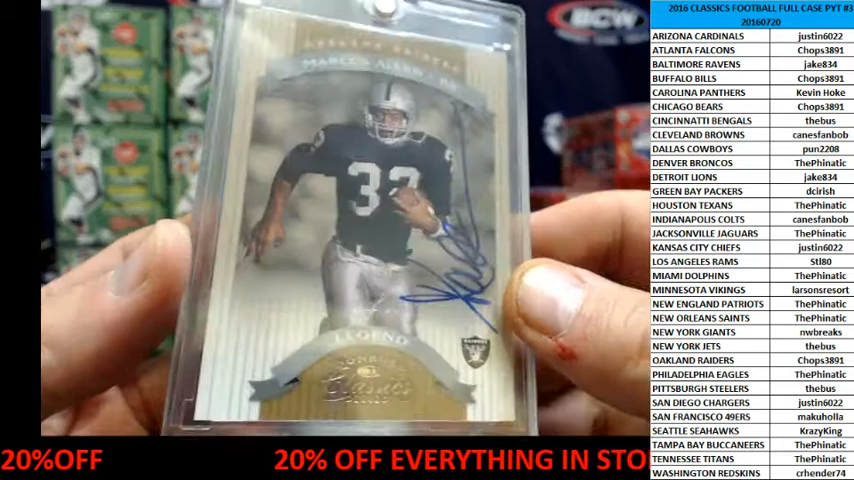 2016 CLASSICS FOOTBALL FULL CASE PYT #3
20160720
ARIZONA CARDINALS justin6022
ATLANTA FALCONS Chops3891
BALTIMORE RAVENS jake834
BUFFALO BILLS Chops3891
CAROLINA PANTHERS Kevin Hoke
CHICAGO BEARS Chops3891
CINCINNATI BENGALS thebus
CLEVELAND BROWNS canesfanbob
DALLAS COWBOYS pun2208
DENVER BRONCOS ThePhinatic
DETROIT LIONS jake834
GREEN BAY PACKERS dcirish
HOUSTON TEXANS ThePhinatic
INDIANAPOLIS COLTS canesfanbob
JACKSONVILLE JAGUARS ThePhinatic
KANSAS CITY CHIEFS justin6022
LOS ANGELES RAMS Stl80
MIAMI DOLPHINS ThePhinatic
MINNESOTA VIKINGS larsonsresort
NEW ENGLAND PATRIOTS ThePhinatic
NEW ORLEANS SAINTS ThePhinatic
NEW YORK GIANTS nwbreaks
NEW YORK JETS thebus
OAKLAND RAIDERS Chops3891
PHILADELPHIA EAGLES ThePhinatic
PITTSBURGH STEELERS thebus
SAN DIEGO CHARGERS justin6022
SAN FRANCISCO 49ERS makuholla
SEATTLE SEAHAWKS KrazyKing
TAMPA BAY BUCCANEERS ThePhinatic
TENNESSEE TITANS ThePhinatic
WASHINGTON REDSKINS crhender74
BCW
MARCUS ALLEN
33
LEGEND
RAIDERS
Classics
20%OFF 20% OFF EVERYTHING IN STO